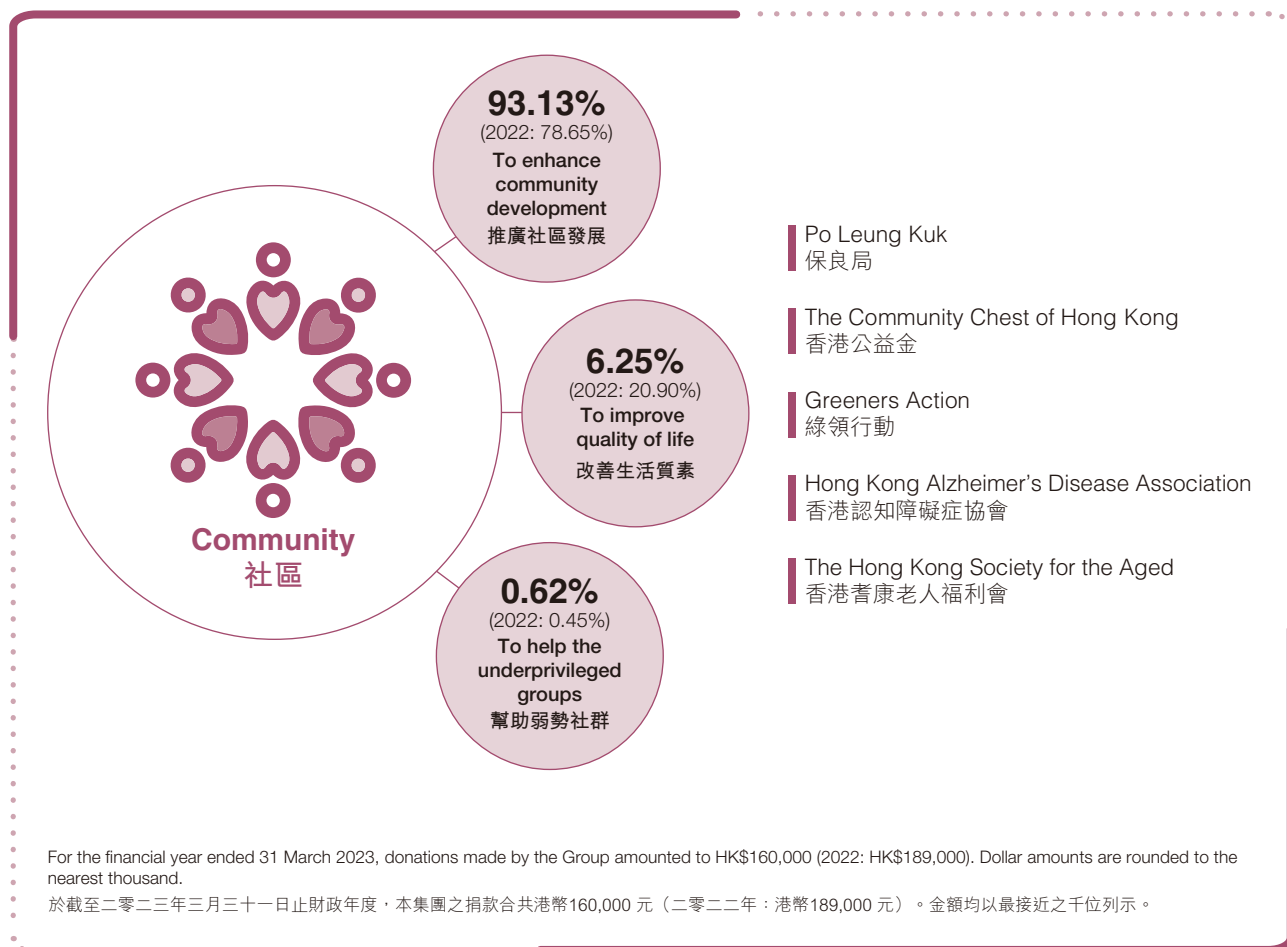 93.13%
(2022: 78.65%)
To enhance
community
development
推廣社區發展
6.25%
(2022: 20.90%)
To improve
quality of life
改善生活質素
0.62%
(2022: 0.45%)
To help the
underprivileged
groups
幫助弱勢社群
Community
社區
Po Leung Kuk
保良局
The Community Chest of Hong Kong
香港公益金
Greeners Action
綠領行動
Hong Kong Alzheimer's Disease Association
香港認知障礙症協會
The Hong Kong Society for the Aged
香港耆康老人福利會
For the financial year ended 31 March 2023, donations made by the Group amounted to HK$160,000 (2022: HK$189,000). Dollar amounts are rounded to the
nearest thousand.
於截至二零二三年三月三十一日止財政年度，本集團之捐款合共港幣160,000 元（二零二二年：港幣189,000 元）。金額均以最接近之千位列示。